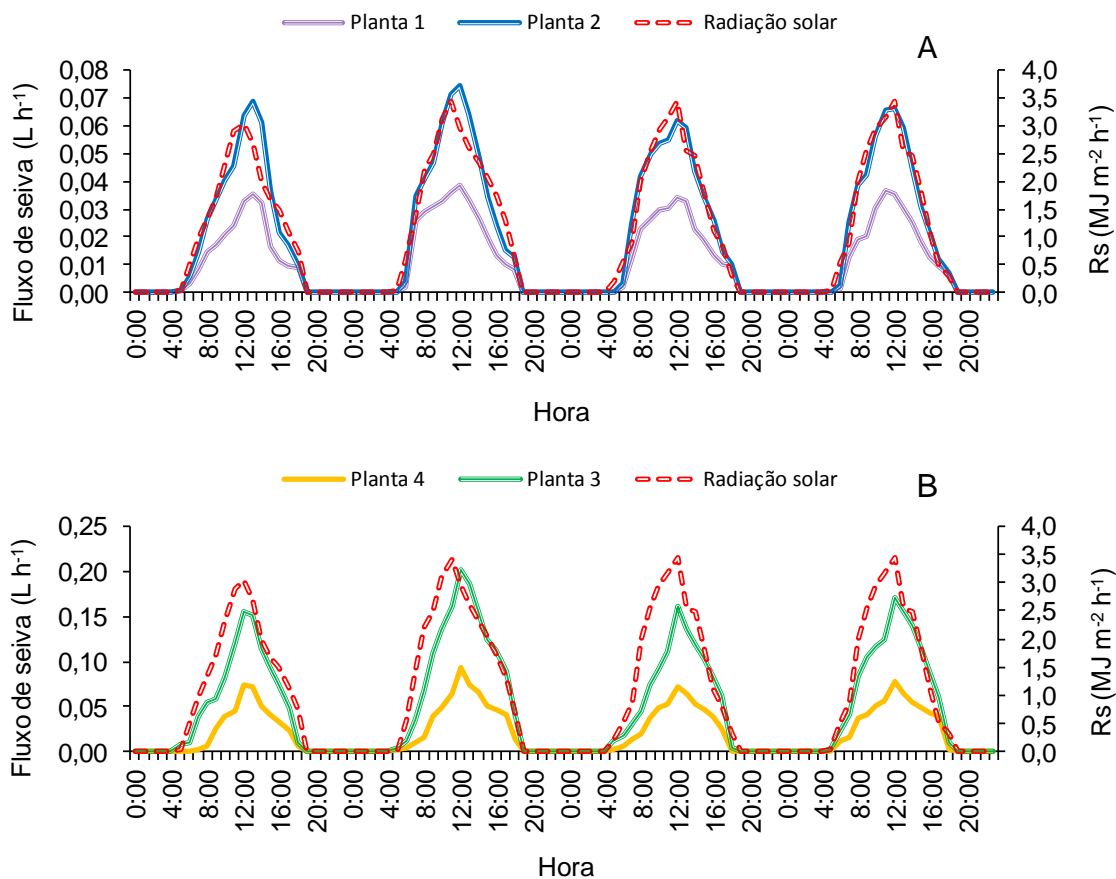 Planta 1 Planta 2 Radiação solar
A
0,08 4,0
0,07 3,5
0,06 3,0
0,05 2,5
0,04 2,0
0,03 1,5
0,02 1,0
0,01 0,5
0,00 0,0
Fluxo de seiva (L h-1)
Rs (MJ m-2 h-1)
0:00 4:00 8:00 12:00 16:00 20:00 0:00 4:00 8:00 12:00 16:00 20:00 0:00 4:00 8:00 12:00 16:00 20:00 0:00 4:00 8:00 12:00 16:00 20:00
Hora
Planta 4 Planta 3 Radiação solar
B
0,25 4,0
3,5
0,20 3,0
0,15 2,5
2,0
0,10 1,5
0,05 1,0
0,5
0,00 0,0
Fluxo de seiva (L h-1)
Rs (MJ m-2 h-1)
0:00 4:00 8:00 12:00 16:00 20:00 0:00 4:00 8:00 12:00 16:00 20:00 0:00 4:00 8:00 12:00 16:00 20:00 0:00 4:00 8:00 12:00 16:00 20:00
Hora